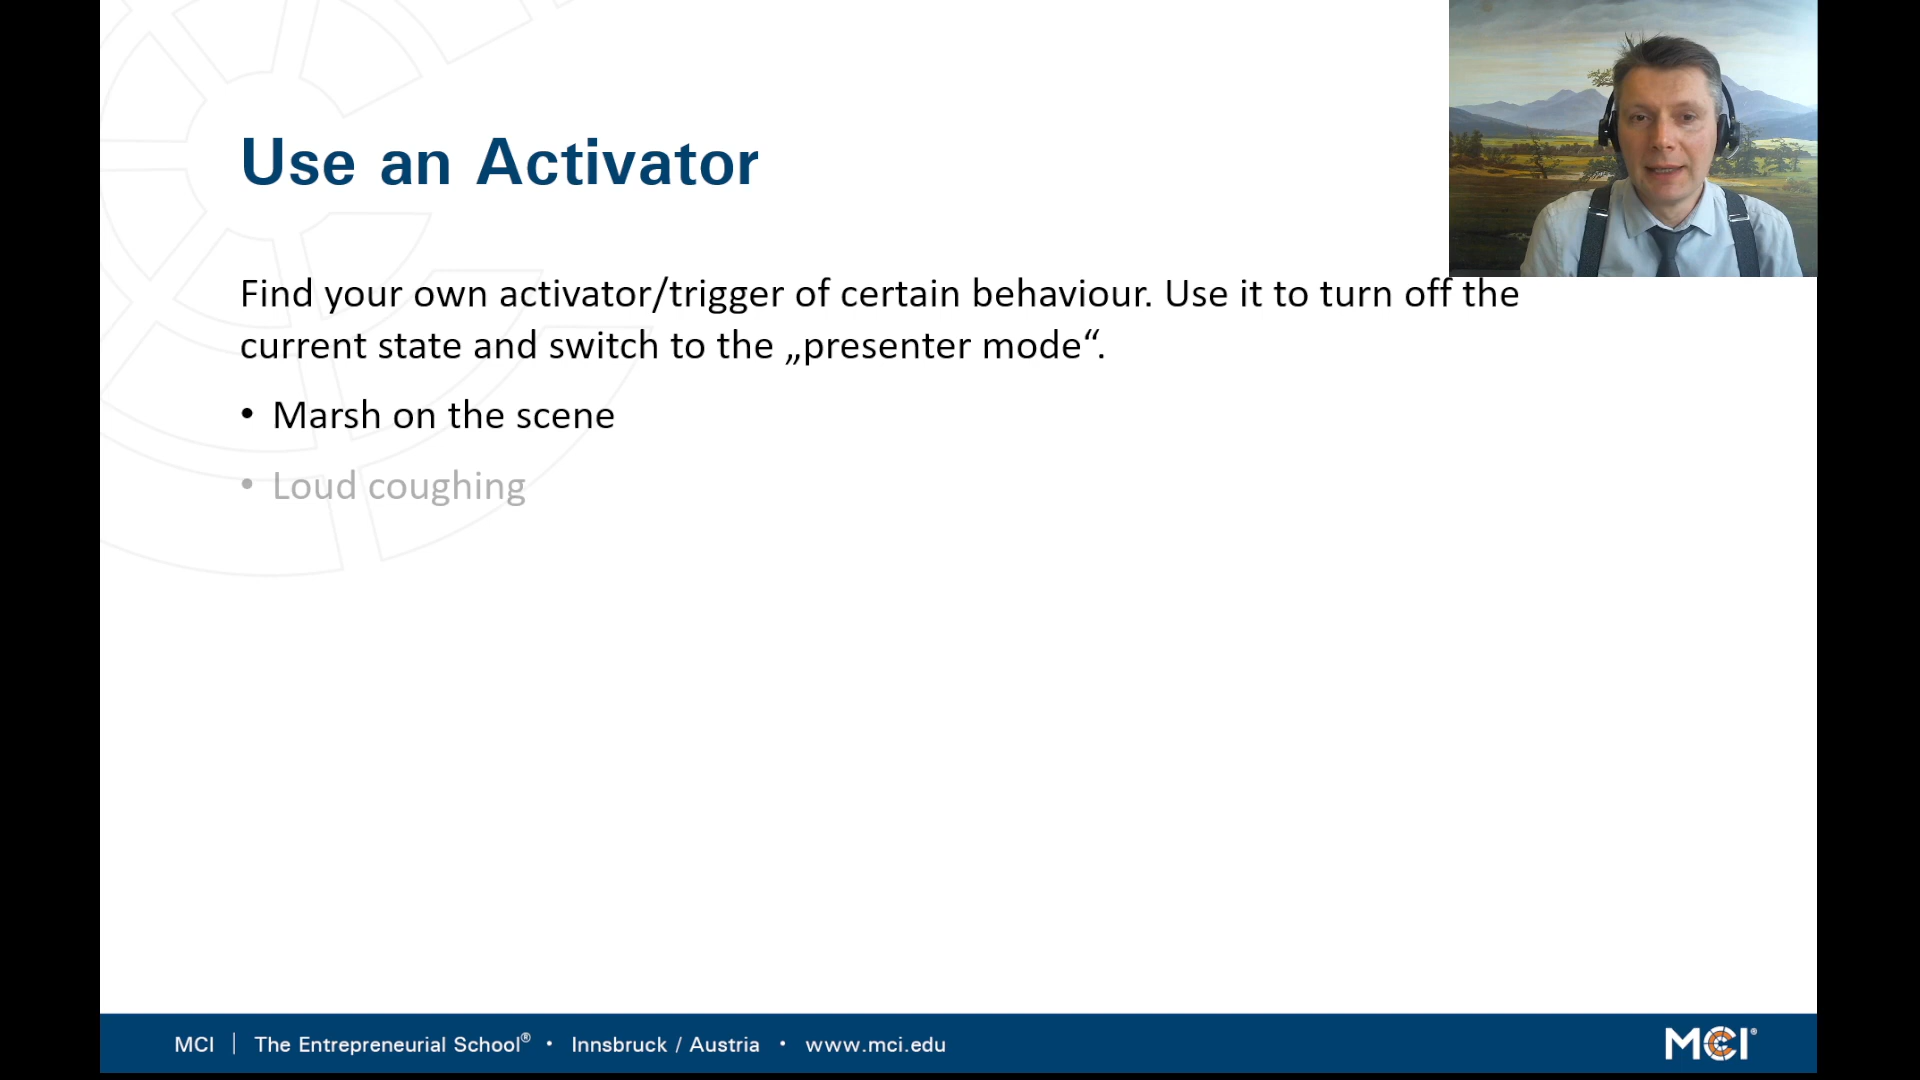 Use an Activator
Find your own activator/trigger of certain behaviour. Use it to turn off the
current state and switch to the „presenter mode“.
• Marsh on the scene
• Loud coughing
MCI | The Entrepreneurial School® • Innsbruck / Austria • www.mci.edu
MCI®